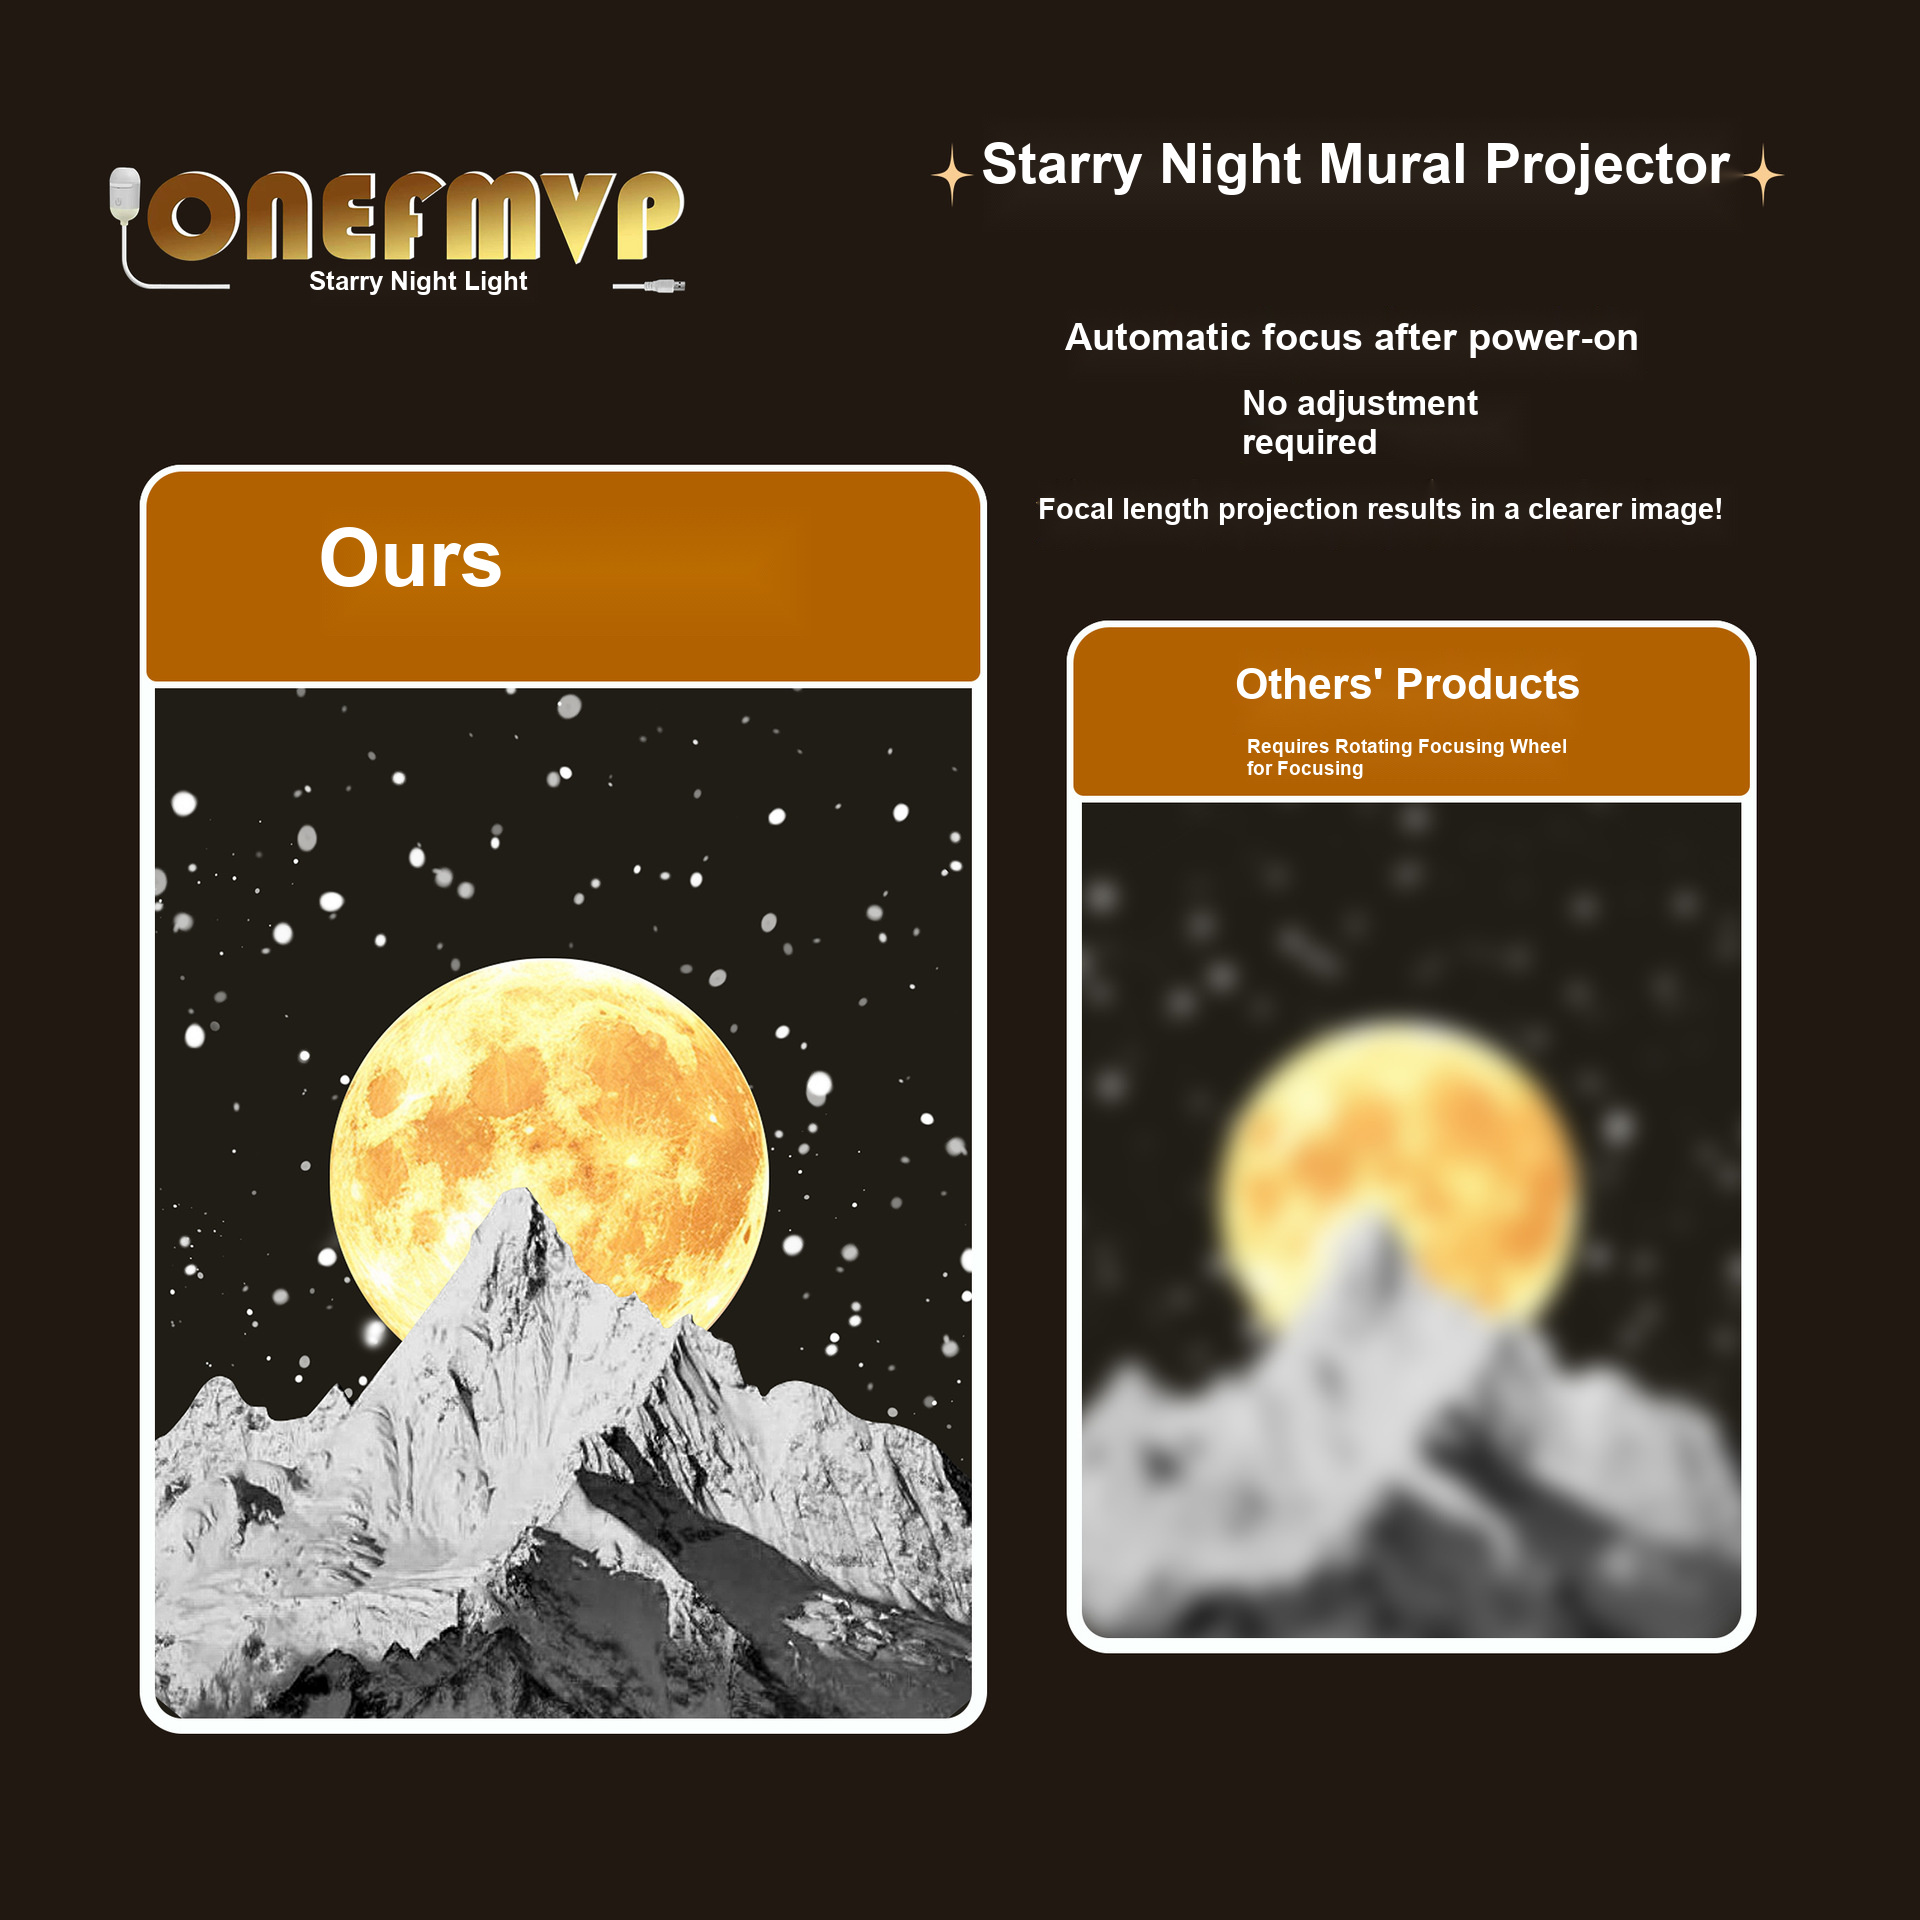 ONEFMVP
Starry Night Light
Starry Night Mural Projector
Automatic focus after power-on
No adjustment
required
Focal length projection results in a clearer image!
Ours
Others' Products
Requires Rotating Focusing Wheel
for Focusing